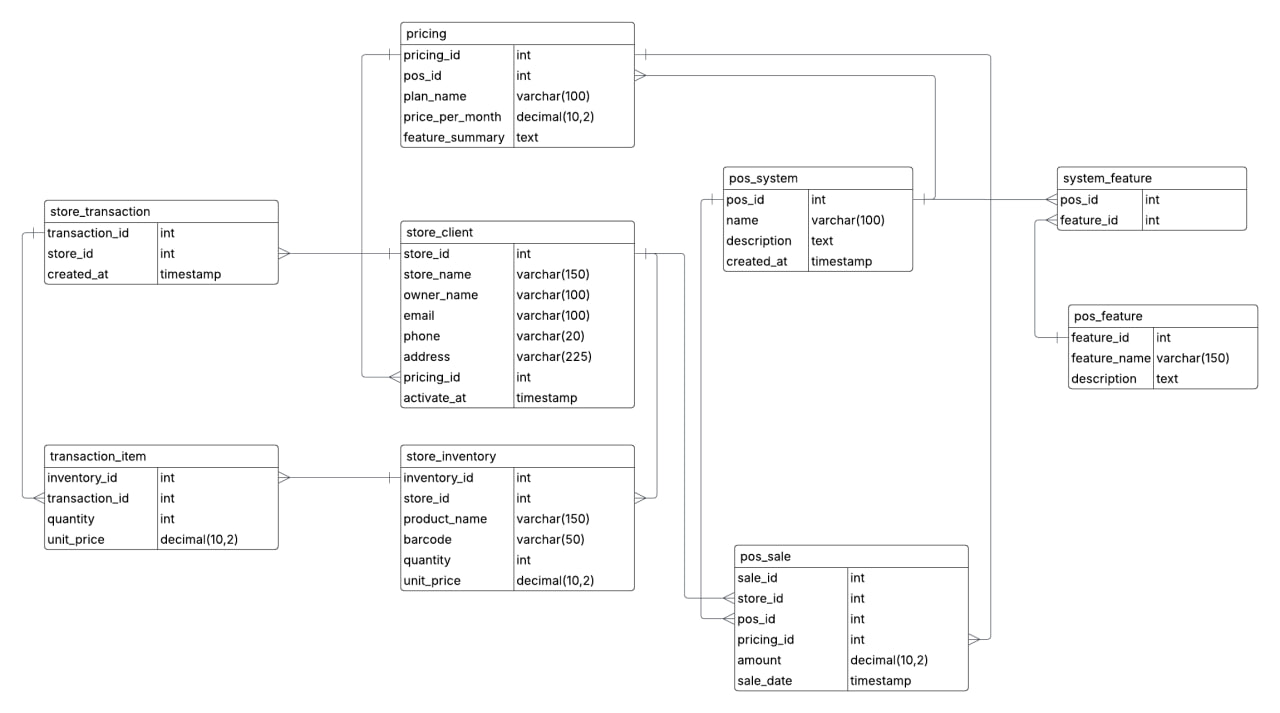 pricing
pricing_id int
pos_id int
plan_name varchar(100)
price_per_month decimal(10,2)
feature_summary text
pos_system
pos_id int
name varchar(100)
description text
created_at timestamp
system_feature
pos_id int
feature_id int
store_transaction
transaction_id int
store_id int
created_at timestamp
store_client
store_id int
store_name varchar(150)
owner_name varchar(100)
email varchar(100)
phone varchar(20)
address varchar(225)
pricing_id int
activate_at timestamp
pos_feature
feature_id int
feature_name varchar(150)
description text
transaction_item
inventory_id int
transaction_id int
quantity int
unit_price decimal(10,2)
store_inventory
inventory_id int
store_id int
product_name varchar(150)
barcode varchar(50)
quantity int
unit_price decimal(10,2)
pos_sale
sale_id int
store_id int
pos_id int
pricing_id int
amount decimal(10,2)
sale_date timestamp